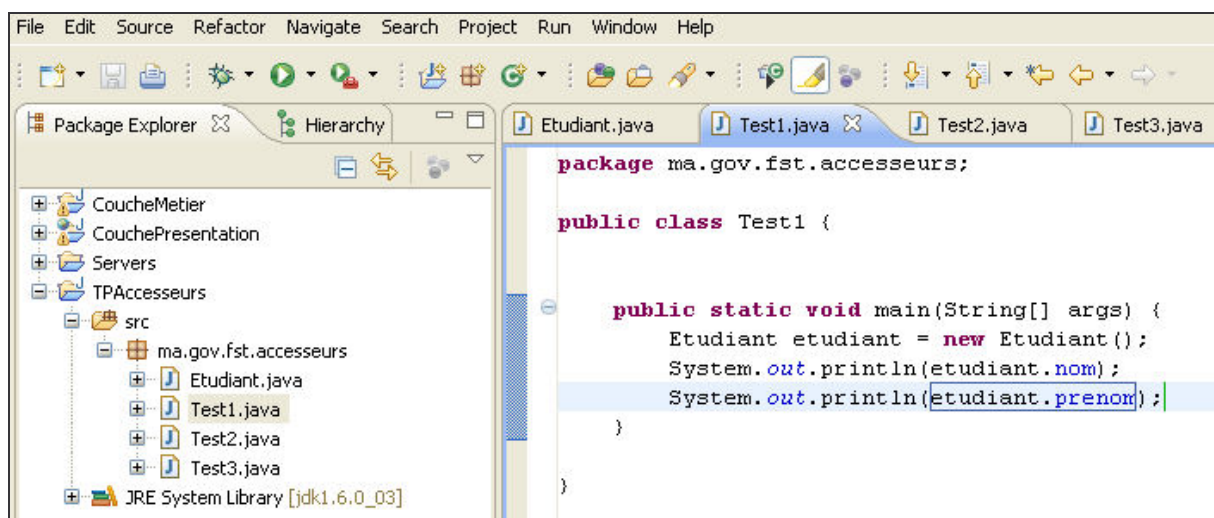 File Edit Source Refactor Navigate Search Project Run Window Help
Package Explorer
Hierarchy
CoucheMetier
CouchePresentation
Servers
TPAccesseurs
src
ma.gov.fst.accesseurs
Etudiant.java
Test1.java
Test2.java
Test3.java
JRE System Library [jdk1.6.0_03]
Etudiant.java
Test1.java
Test2.java
Test3.java
package ma.gov.fst.accesseurs;
public class Test1 {
public static void main(String[] args) {
Etudiant etudiant = new Etudiant();
System.out.println(etudiant.nom);
System.out.println(etudiant.prenom);
}
}